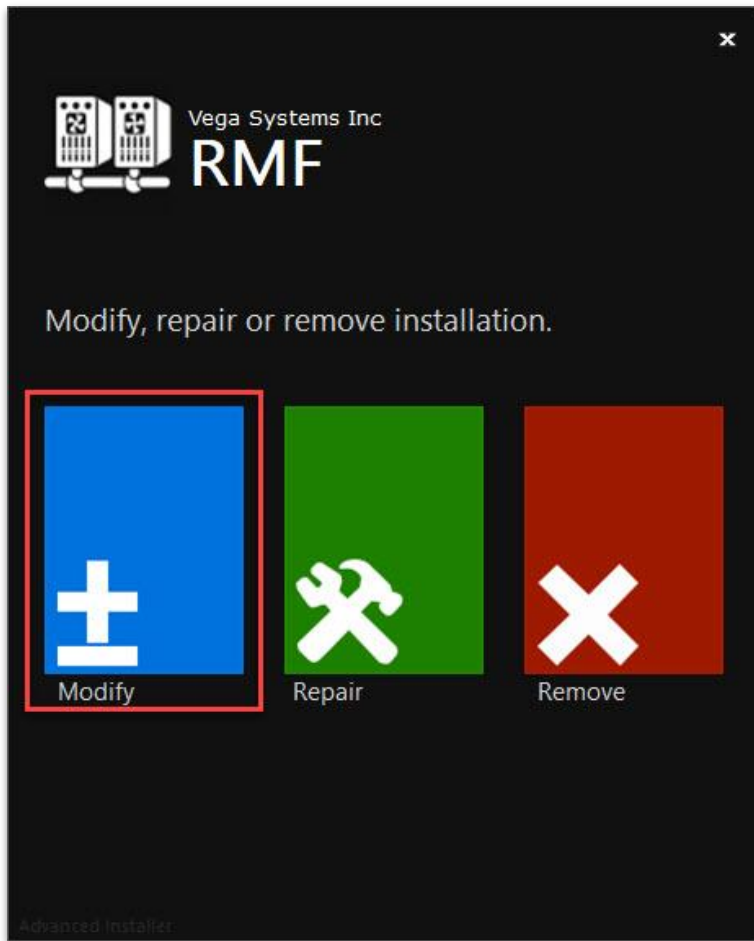 x
Vega Systems Inc
RMF
Modify, repair or remove installation.
Modify
Repair
Remove
Advanced Installer